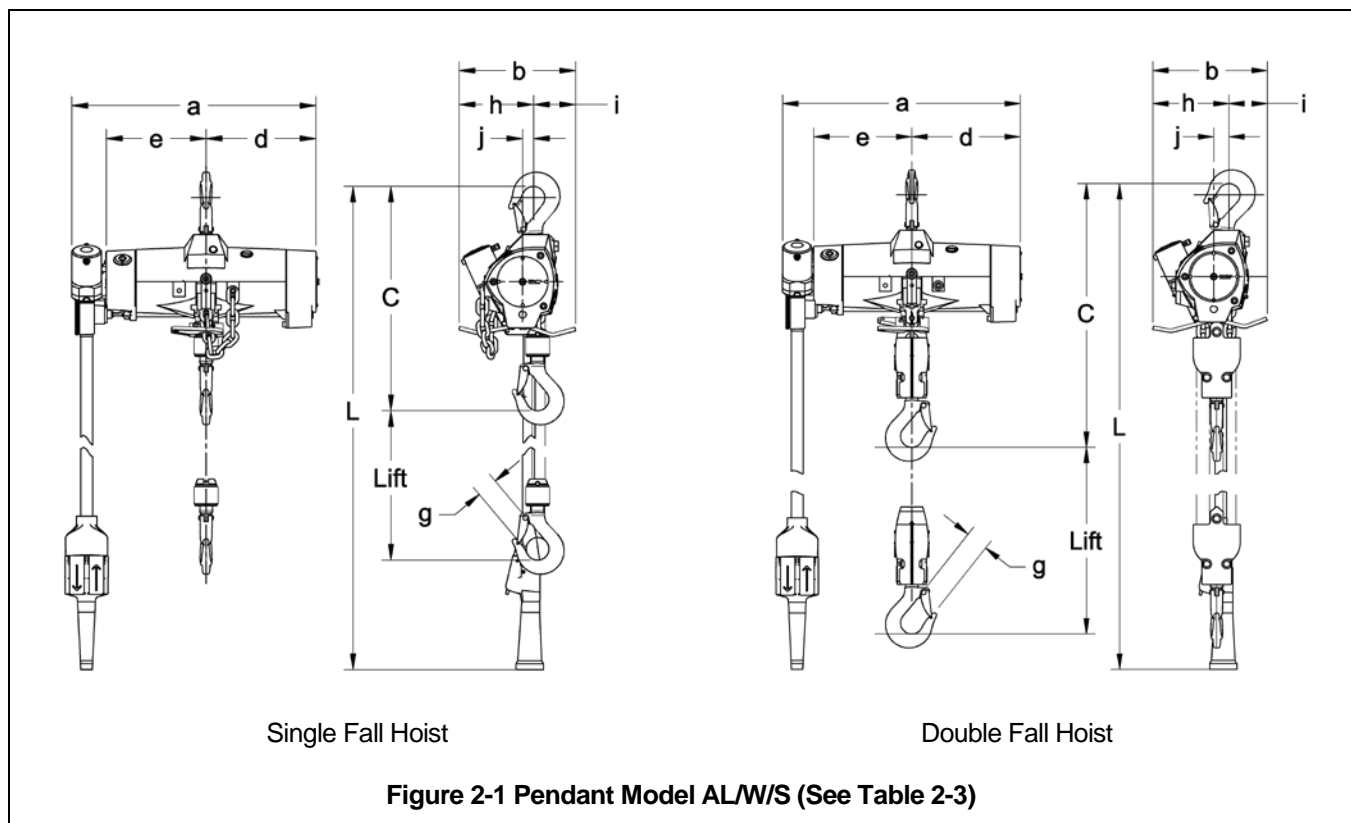 a
b
h
i
e
d
j
C
L
Lift
g
a
b
h
i
e
d
j
C
L
Lift
g
Single Fall Hoist
Double Fall Hoist
Figure 2-1 Pendant Model AL/W/S (See Table 2-3)